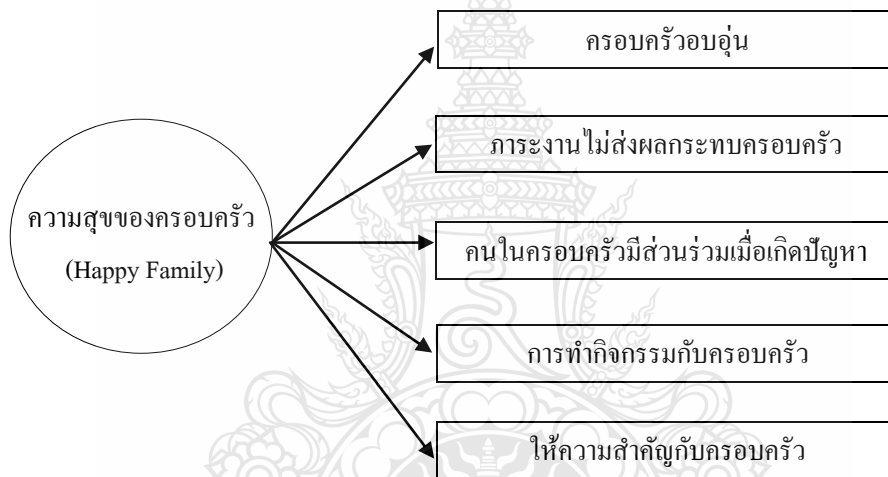 ครอบครัวอบอุ่น
ภาระงานไม่ส่งผลกระทบครอบครัว
ความสุขของครอบครัว
(Happy Family)
คนในครอบครัวมีส่วนร่วมเมื่อเกิดปัญหา
การทำกิจกรรมกับครอบครัว
ให้ความสำคัญกับครอบครัว